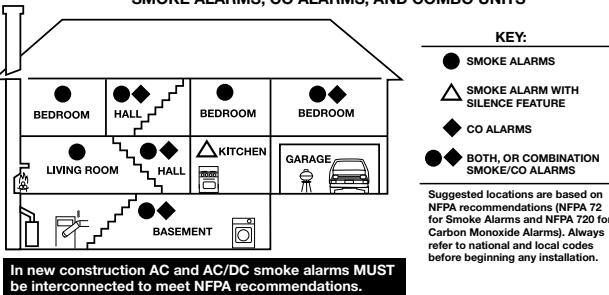 SMOKE ALARMS, CO ALARMS, AND COMBO UNITS
KEY:
SMOKE ALARMS
SMOKE ALARM WITH
SILENCE FEATURE
CO ALARMS
BOTH, OR COMBINATION
SMOKE/CO ALARMS
BEDROOM
HALL
BEDROOM
BEDROOM
LIVING ROOM
HALL
KITCHEN
GARAGE
BASEMENT
Suggested locations are based on
NFPA recommendations (NFPA 72
for Smoke Alarms and NFPA 720 for
Carbon Monoxide Alarms). Always
refer to national and local codes
before beginning any installation.
In new construction AC and AC/DC smoke alarms MUST
be interconnected to meet NFPA recommendations.